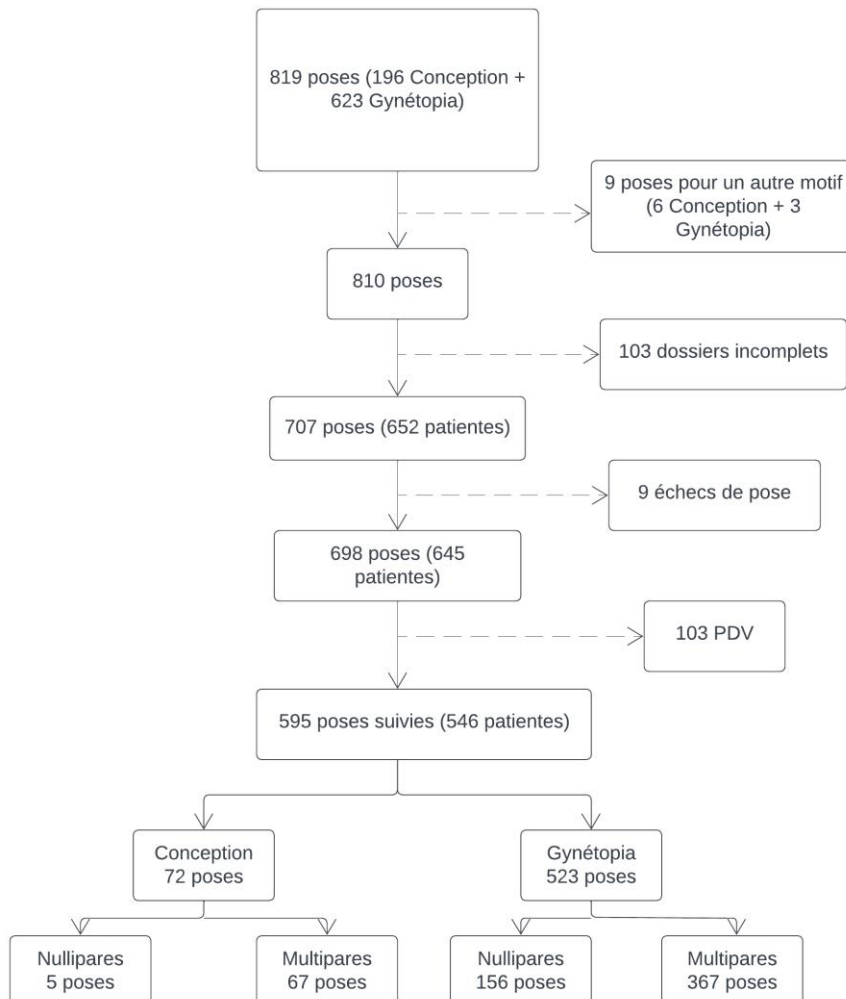 819 poses (196 Conception +
623 Gynétopia)
9 poses pour un autre motif
(6 Conception + 3
Gynétopia)
810 poses
103 dossiers incomplets
707 poses (652 patientes)
9 échecs de pose
698 poses (645
patientes)
103 PDV
595 poses suivies (546 patientes)
Conception
72 poses
Gynétopia
523 poses
Nullipares
5 poses
Multipares
67 poses
Nullipares
156 poses
Multipares
367 poses